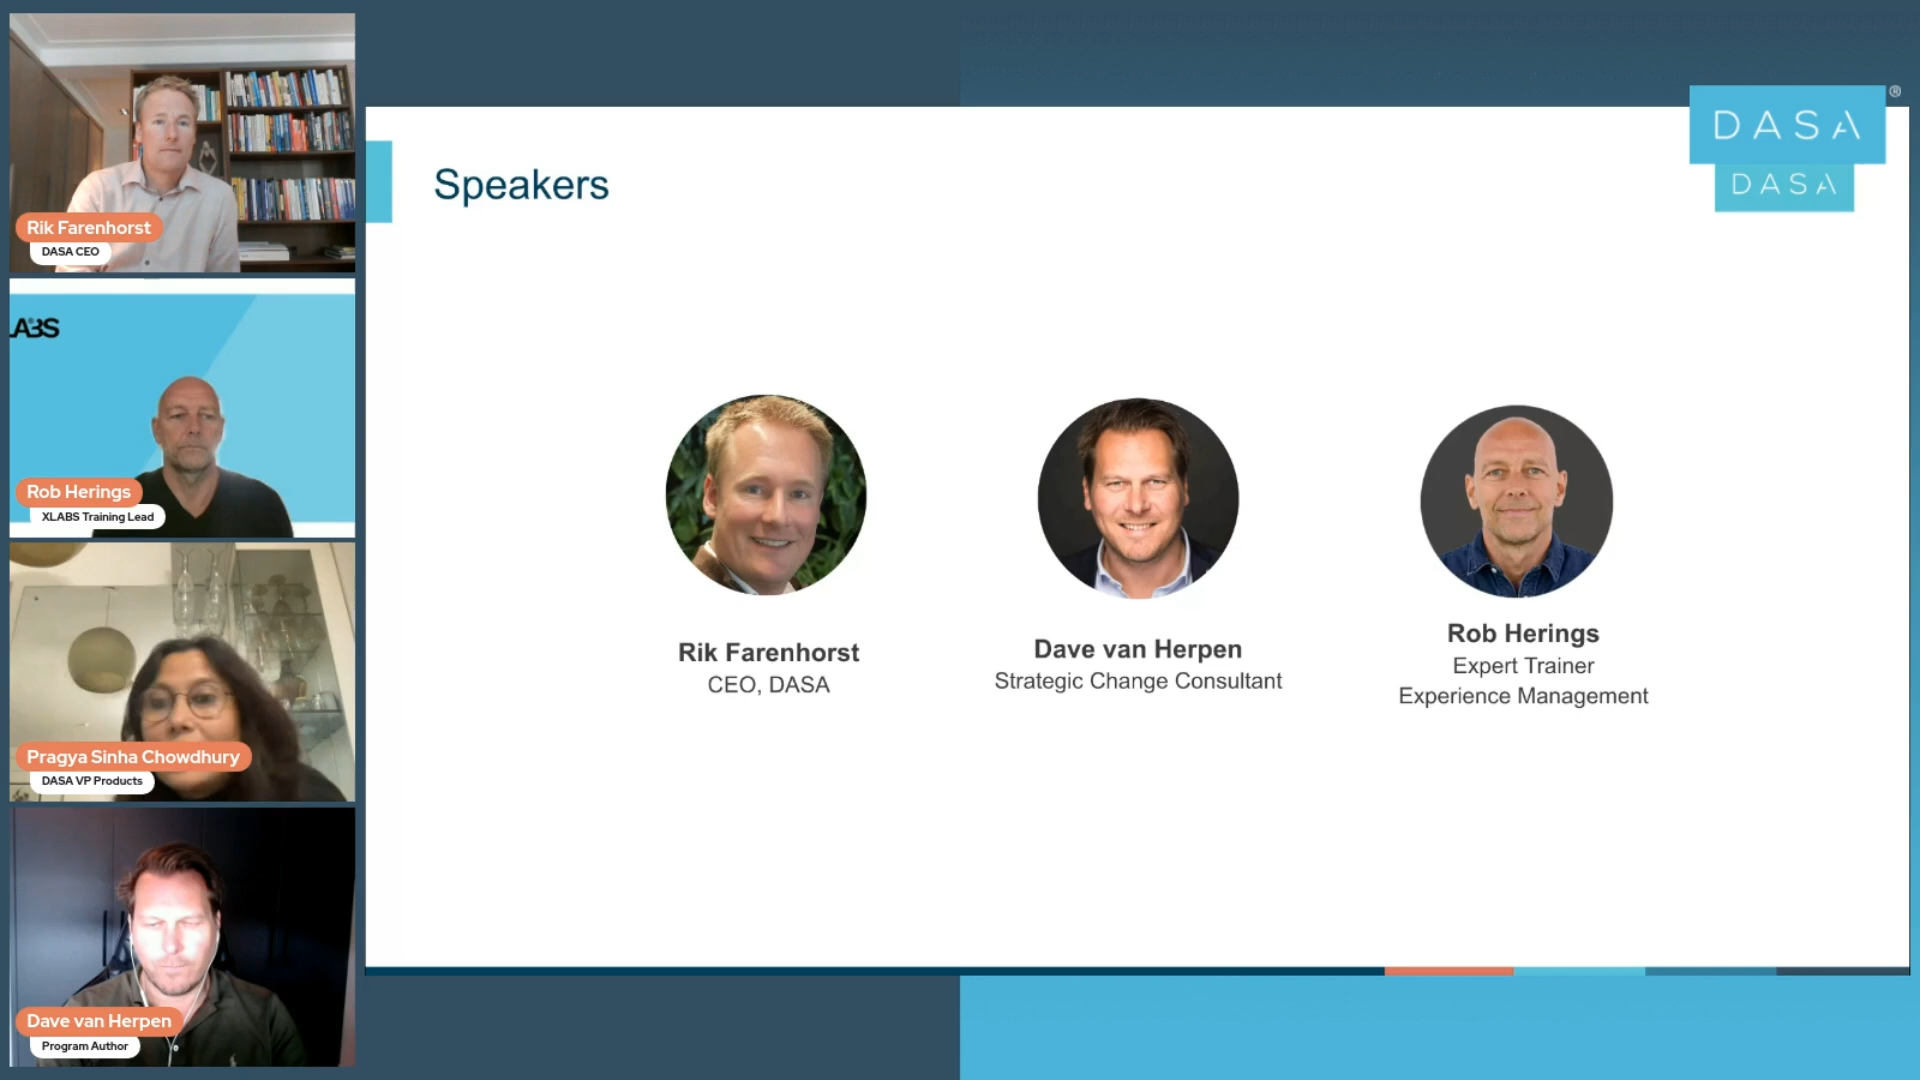 Rik Farenhorst
DASA CEO
LABS
Rob Herings
XLABS Training Lead
Pragya Sinha Chowdhury
DASA VP Products
Dave van Herpen
Program Author
Speakers
DASA
®
DASA
Rik Farenhorst
CEO, DASA
Dave van Herpen
Strategic Change Consultant
Rob Herings
Expert Trainer
Experience Management